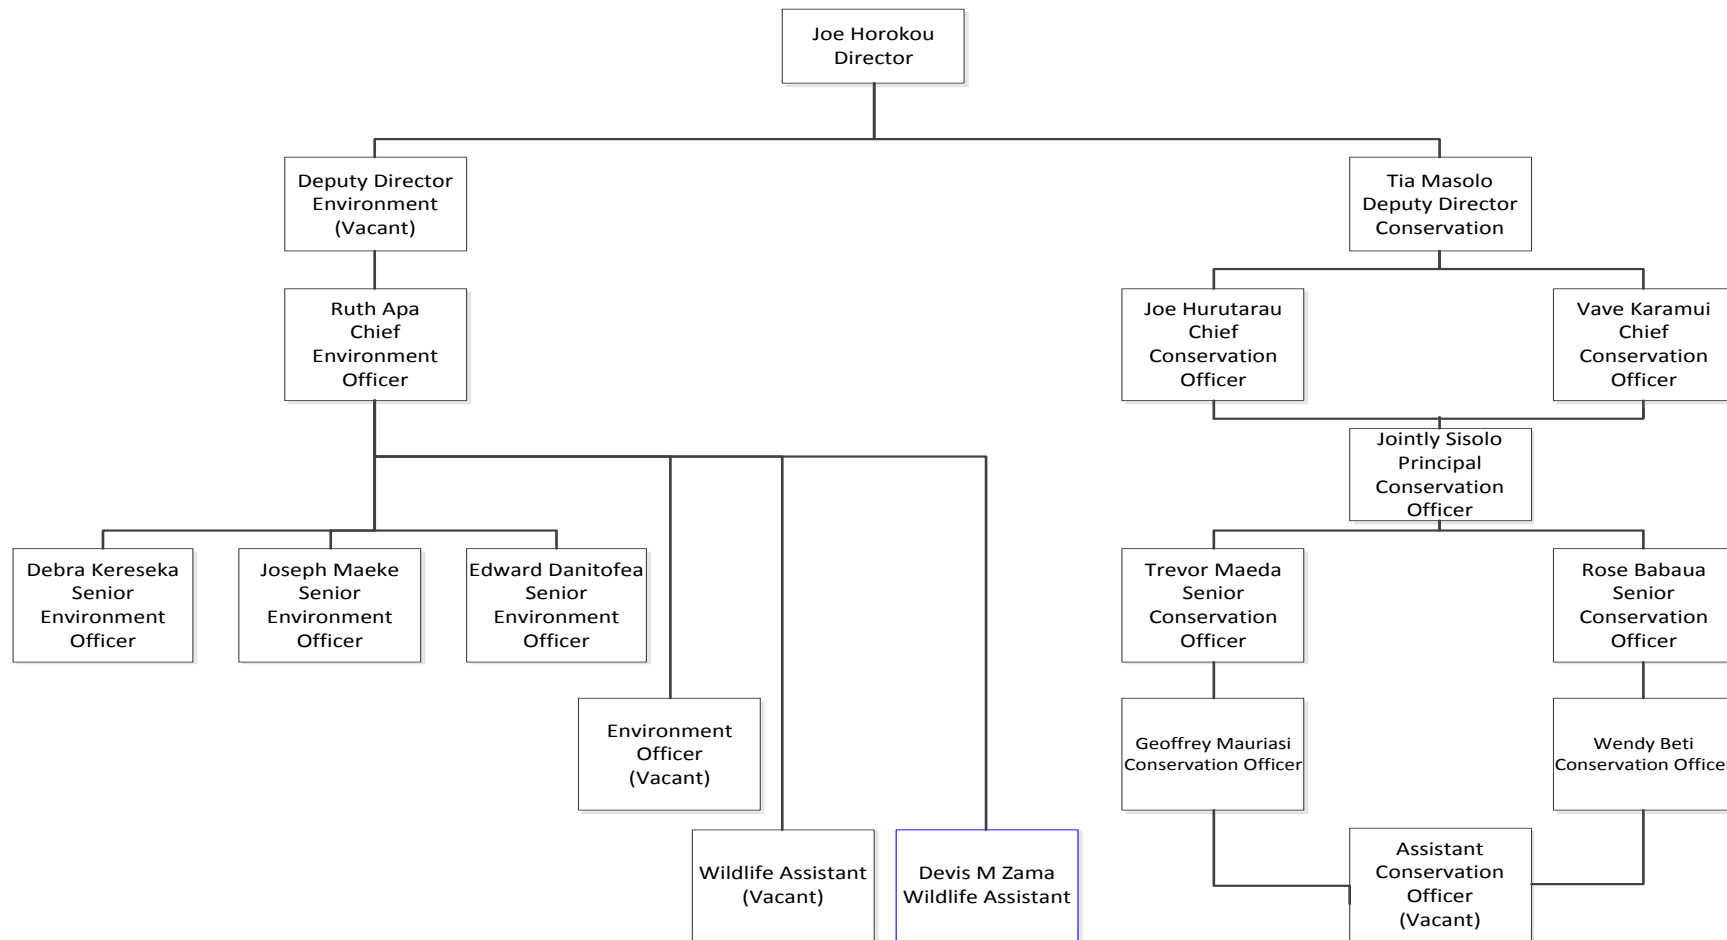 Joe Horokou
Director
Deputy Director
Environment
(Vacant)
Tia Masolo
Deputy Director
Conservation
Ruth Apa
Chief
Environment
Officer
Joe Hurutarau
Chief
Conservation
Officer
Vave Karamui
Chief
Conservation
Officer
Jointly Sisolo
Principal
Conservation
Officer
Debra Kereseka
Senior
Environment
Officer
Joseph Maeke
Senior
Environment
Officer
Edward Danitofea
Senior
Environment
Officer
Trevor Maeda
Senior
Conservation
Officer
Rose Babaua
Senior
Conservation
Officer
Environment
Officer
(Vacant)
Geoffrey Mauriasi
Conservation Officer
Wendy Beti
Conservation Officer
Wildlife Assistant
(Vacant)
Devis M Zama
Wildlife Assistant
Assistant
Conservation
Officer
(Vacant)